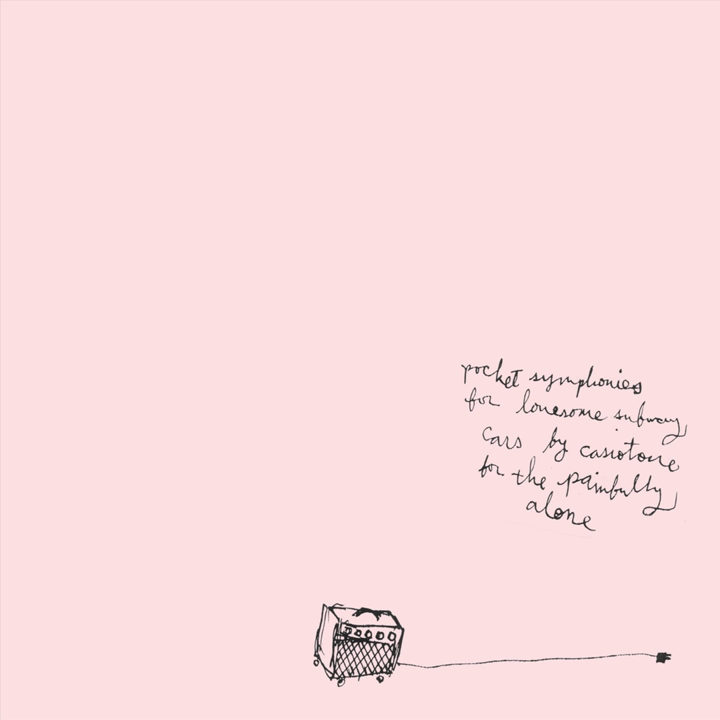 pocket symphonies
for lonesome subway
cars by casiotone
for the painfully
alone